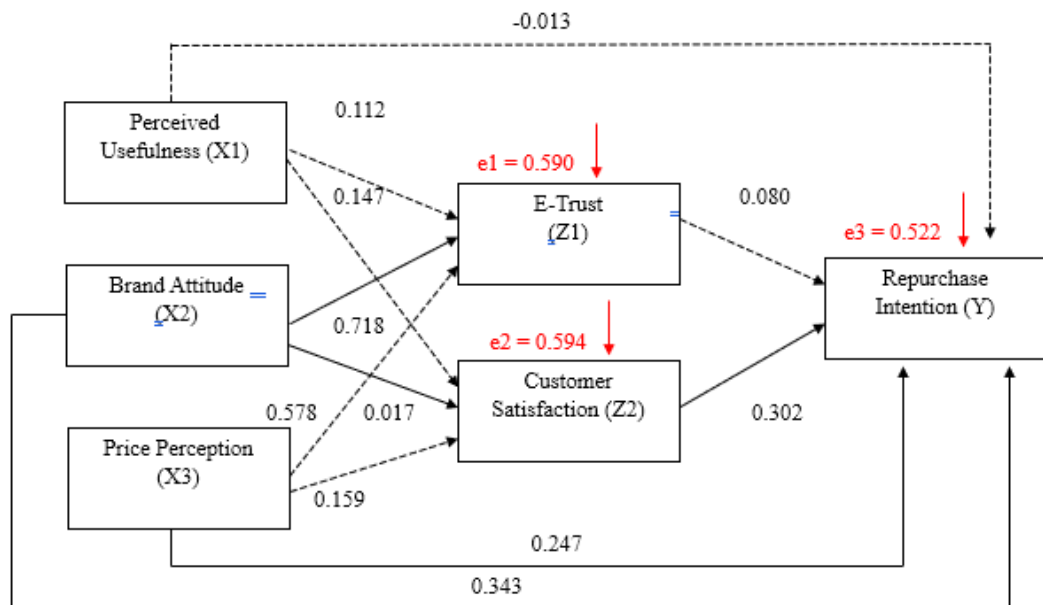 -0.013
Perceived
Usefulness (X1)
0.112
0.147
e1 = 0.590
E-Trust
(Z1)
0.080
e3 = 0.522
Repurchase
Intention (Y)
Brand Attitude
(X2)
0.718
e2 = 0.594
Customer
Satisfaction (Z2)
0.578
0.017
0.302
Price Perception
(X3)
0.159
0.247
0.343